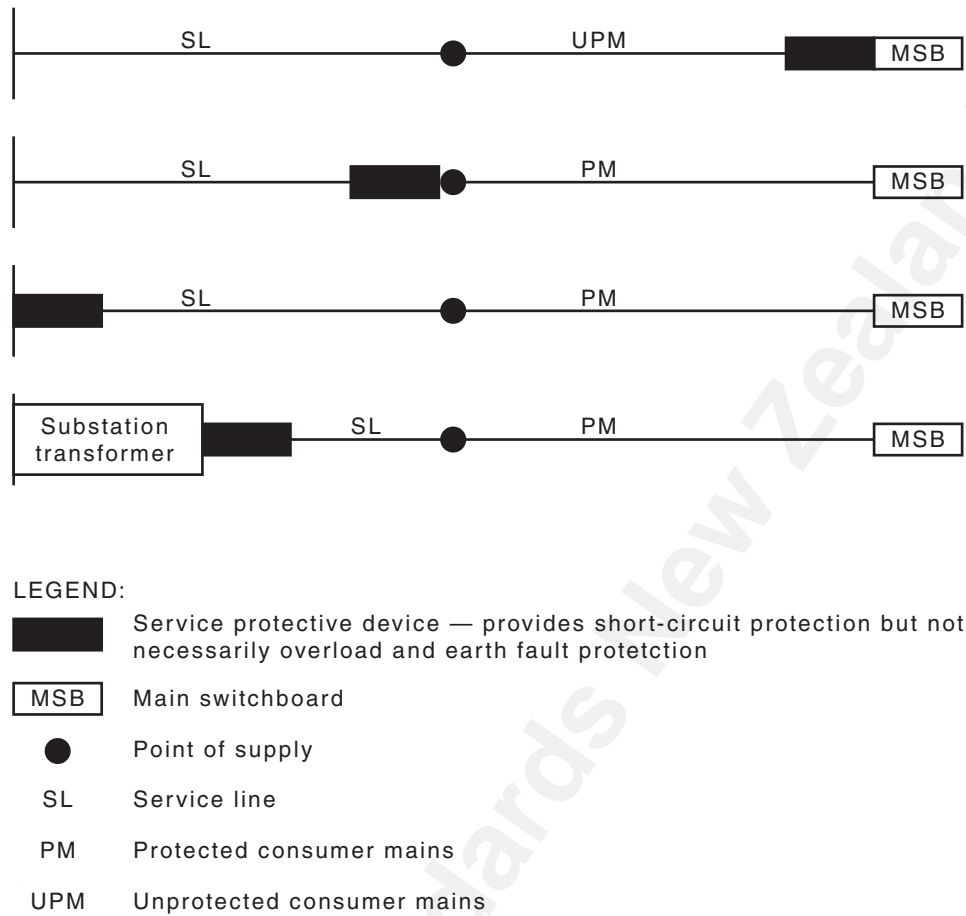 SL UPM MSB
SL PM MSB
SL PM MSB
Substation
transformer
SL PM MSB
LEGEND:
Service protective device — provides short-circuit protection but not
necessarily overload and earth fault protetction
MSB Main switchboard
Point of supply
SL Service line
PM Protected consumer mains
UPM Unprotected consumer mains